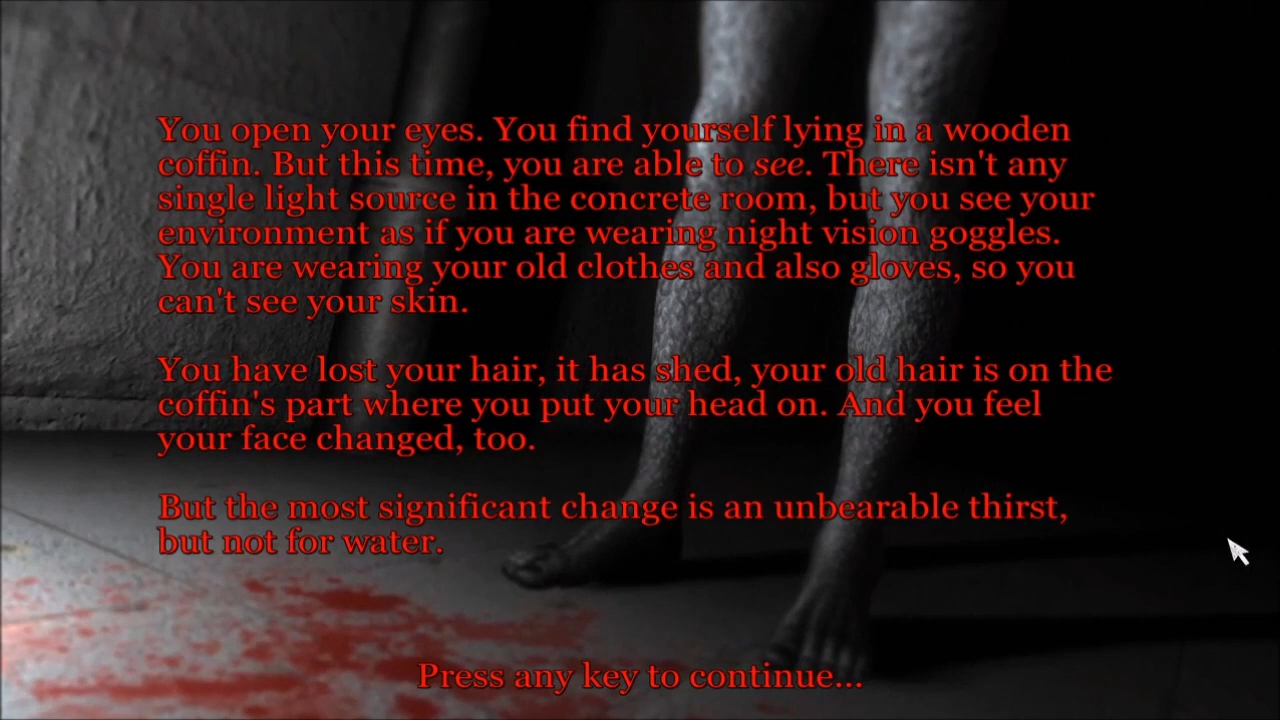 You open your eyes. You find yourself lying in a wooden
coffin. But this time, you are able to see. There isn't any
single light source in the concrete room, but you see your
environment as if you are wearing night vision goggles.
You are wearing your old clothes and also gloves, so you
can't see your skin.
You have lost your hair, it has shed, your old hair is on the
coffin's part where you put your head on. And you feel
your face changed, too.
But the most significant change is an unbearable thirst,
but not for water.
Press any key to continue...